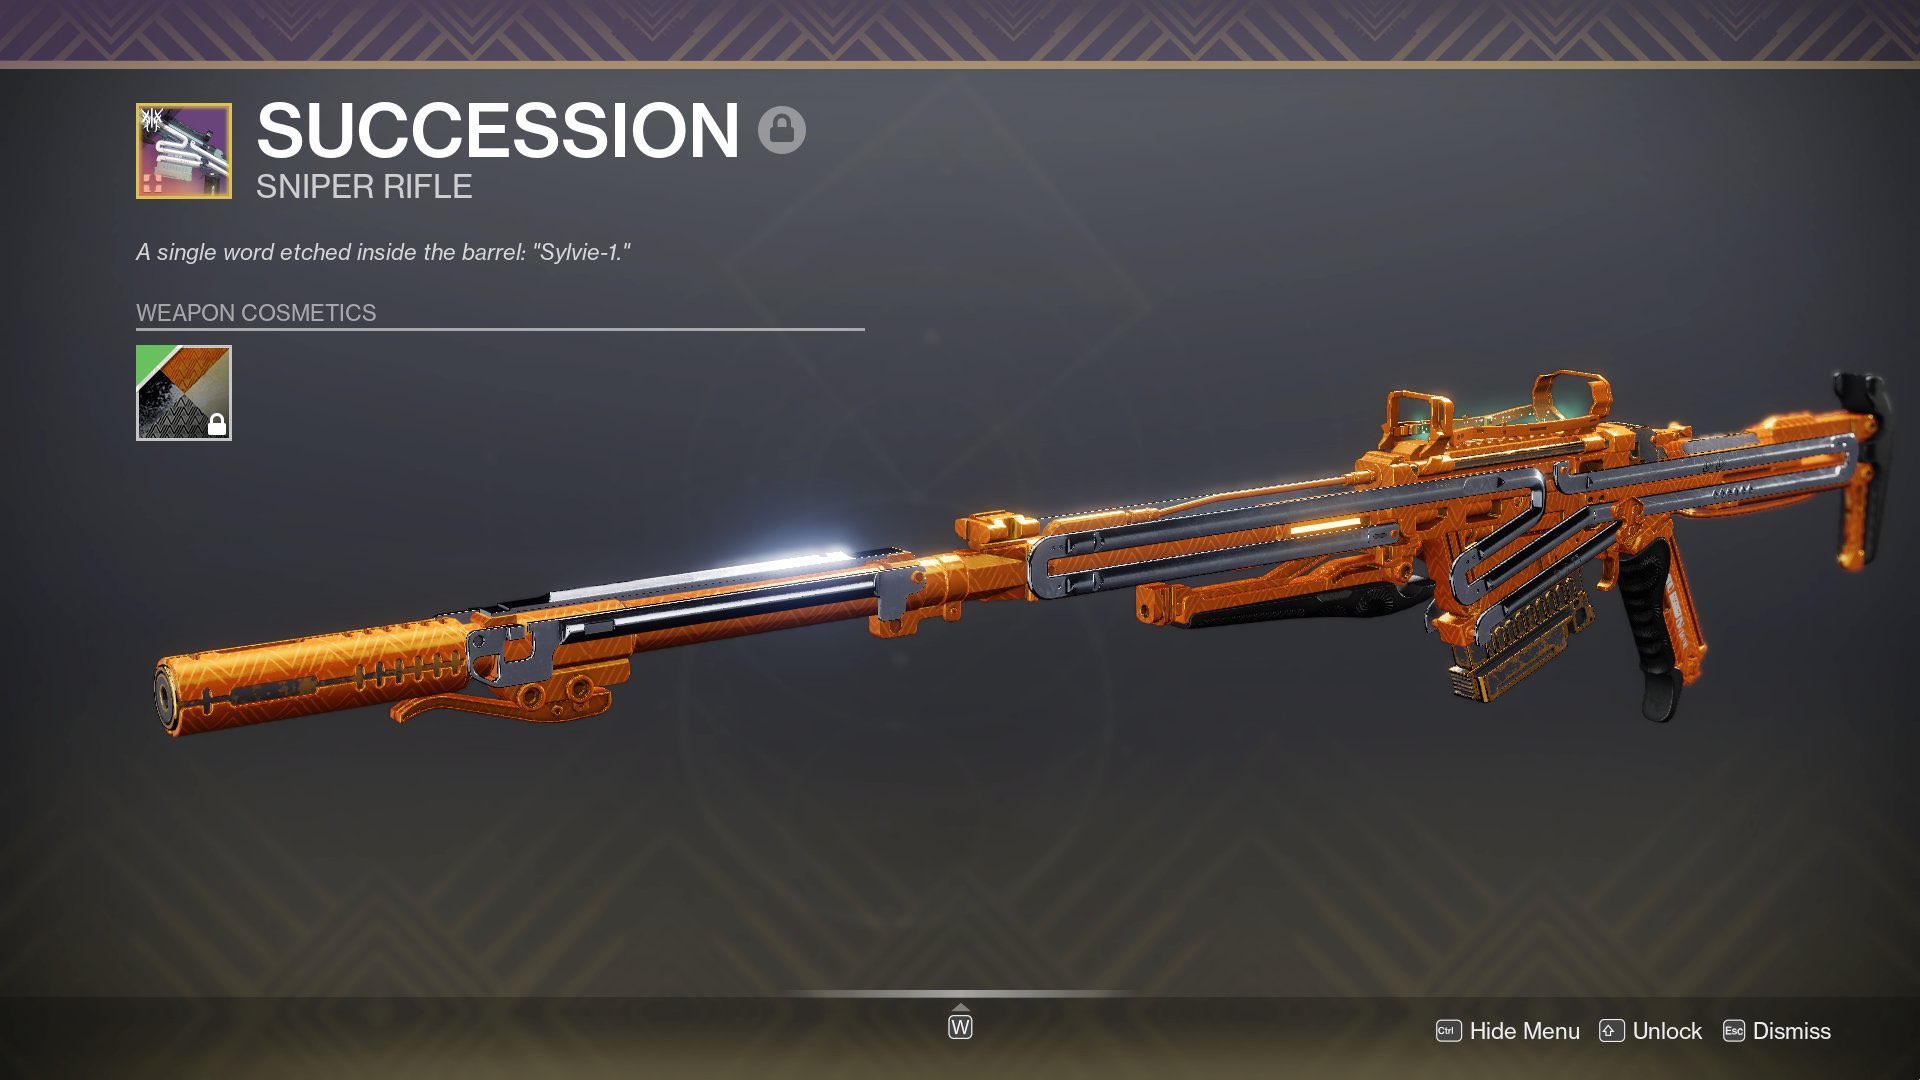 SUCCESSION
SNIPER RIFLE
A single word etched inside the barrel: "Sylvie-1."
WEAPON COSMETICS
W
Ctrl Hide Menu Unlock Esc Dismiss